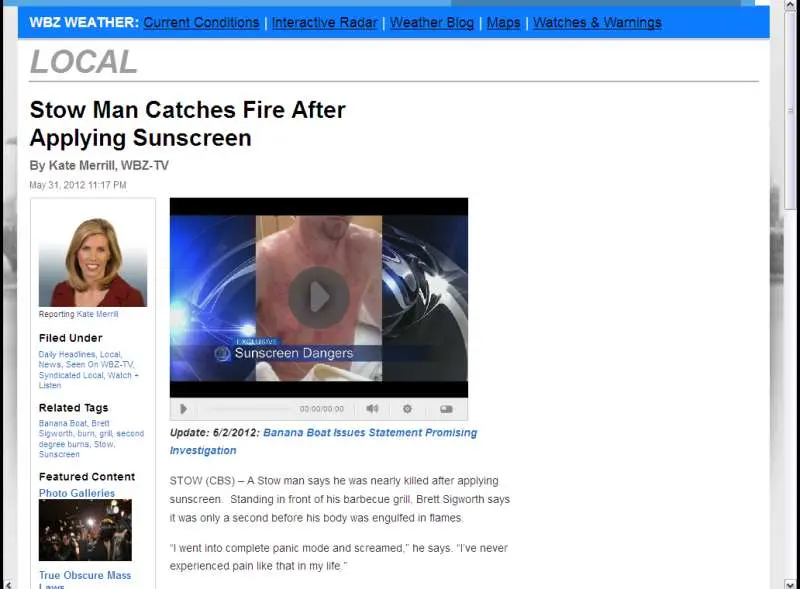 WBZ WEATHER: Current Conditions | Interactive Radar | Weather Blog | Maps | Watches & Warnings
LOCAL
Stow Man Catches Fire After
Applying Sunscreen
By Kate Merrill, WBZ-TV
May 31, 2012 11:17 PM
Reporting Kate Merrill
Filed Under
Daily Headlines, Local,
News, Seen On WBZ-TV,
Syndicated Local, Watch +
Listen
Related Tags
Banana Boat, Brett
Sigworth, burn, grill, second
degree burns, Stow,
Sunscreen
Featured Content
Photo Galleries
True Obscure Mass
Laws
EXCLUSIVE
Sunscreen Dangers
00:00/00:00
Update: 6/2/2012: Banana Boat Issues Statement Promising
Investigation
STOW (CBS) – A Stow man says he was nearly killed after applying
sunscreen. Standing in front of his barbecue grill, Brett Sigworth says
it was only a second before his body was engulfed in flames.
“I went into complete panic mode and screamed,” he says. “I’ve never
experienced pain like that in my life.”